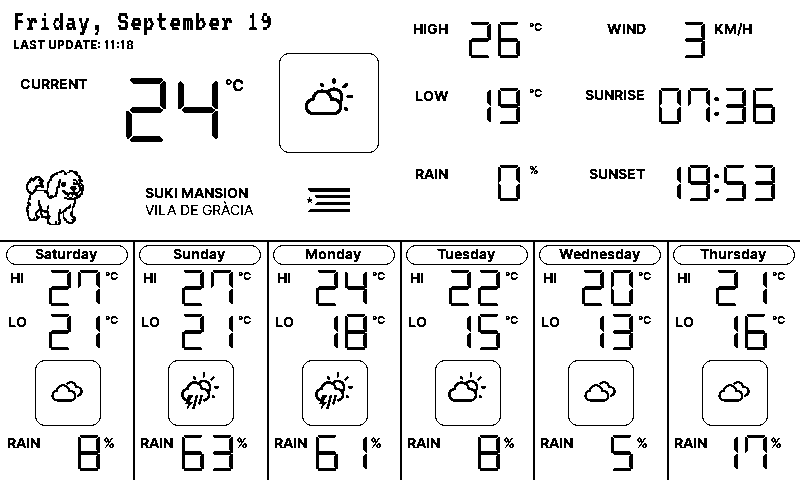 Friday, September 19
LAST UPDATE: 11:18
CURRENT 24 °C
HIGH 26 °C
WIND 3 KM/H
LOW 19 °C
SUNRISE 07:36
RAIN 0 %
SUNSET 19:53
SUKI MANSION
VILA DE GRÀCIA
Saturday
HI 27 °C
LO 21 °C
RAIN 8 %
Sunday
HI 27 °C
LO 21 °C
RAIN 63 %
Monday
HI 24 °C
LO 18 °C
RAIN 61 %
Tuesday
HI 22 °C
LO 15 °C
RAIN 8 %
Wednesday
HI 20 °C
LO 13 °C
RAIN 5 %
Thursday
HI 21 °C
LO 16 °C
RAIN 17 %